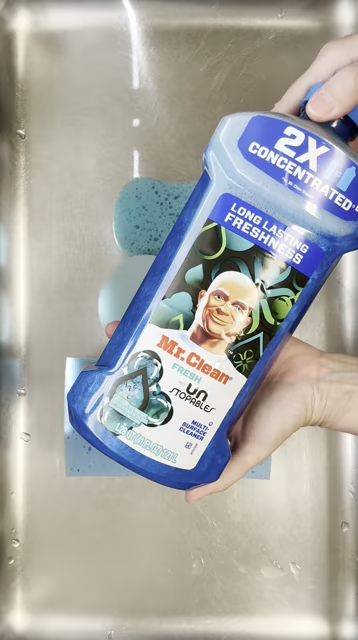 2X
CONCENTRATED
LONG LASTING
FRESHNESS
Mr. Clean
FRESH
UN
STOPABLES
MULTI-
SURFACE
CLEANER